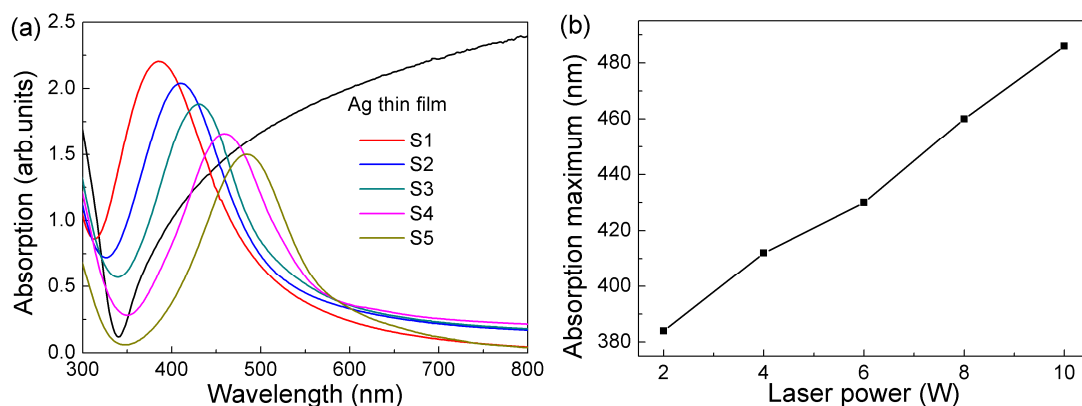 (a)
Absorption (arb.units)
2.5
2.0
1.5
1.0
0.5
0.0
Ag thin film
S1
S2
S3
S4
S5
300 400 500 600 700 800
Wavelength (nm)
(b)
Absorption maximum (nm)
480
460
440
420
400
380
2 4 6 8 10
Laser power (W)